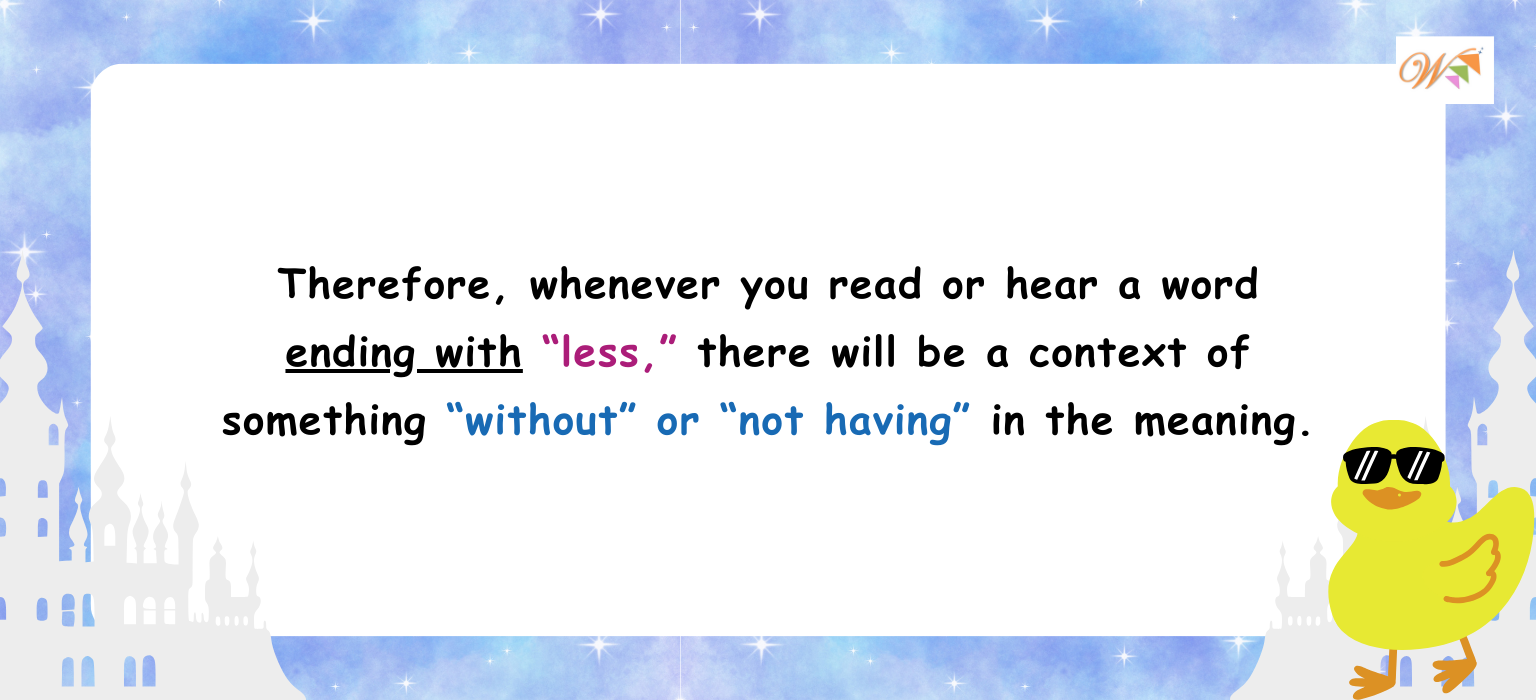 W
Therefore, whenever you read or hear a word
ending with “less,” there will be a context of
something “without” or “not having” in the meaning.